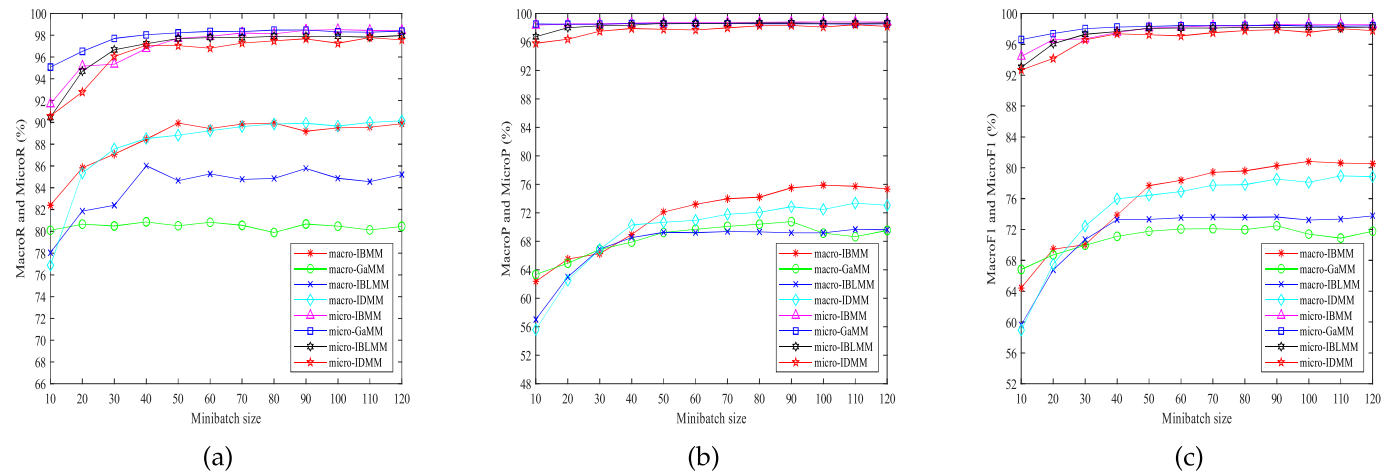 MacroR and MicroR (%)
100
98
96
94
92
90
88
86
84
82
80
78
76
74
72
70
68
66
macro-IBMM
macro-GaMM
macro-IBLMM
macro-IDMM
micro-IBMM
micro-GaMM
micro-IBLMM
micro-IDMM
10 20 30 40 50 60 70 80 90 100 110 120
Minibatch size
(a)
MacroP and MicroP (%)
100
96
92
88
84
80
76
72
68
64
60
56
52
48
macro-IBMM
macro-GaMM
macro-IBLMM
macro-IDMM
micro-IBMM
micro-GaMM
micro-IBLMM
micro-IDMM
10 20 30 40 50 60 70 80 90 100 110 120
Minibatch size
(b)
MacroF1 and MicroF1 (%)
100
96
92
88
84
80
76
72
68
64
60
56
52
macro-IBMM
macro-GaMM
macro-IBLMM
macro-IDMM
micro-IBMM
micro-GaMM
micro-IBLMM
micro-IDMM
10 20 30 40 50 60 70 80 90 100 110 120
Minibatch size
(c)